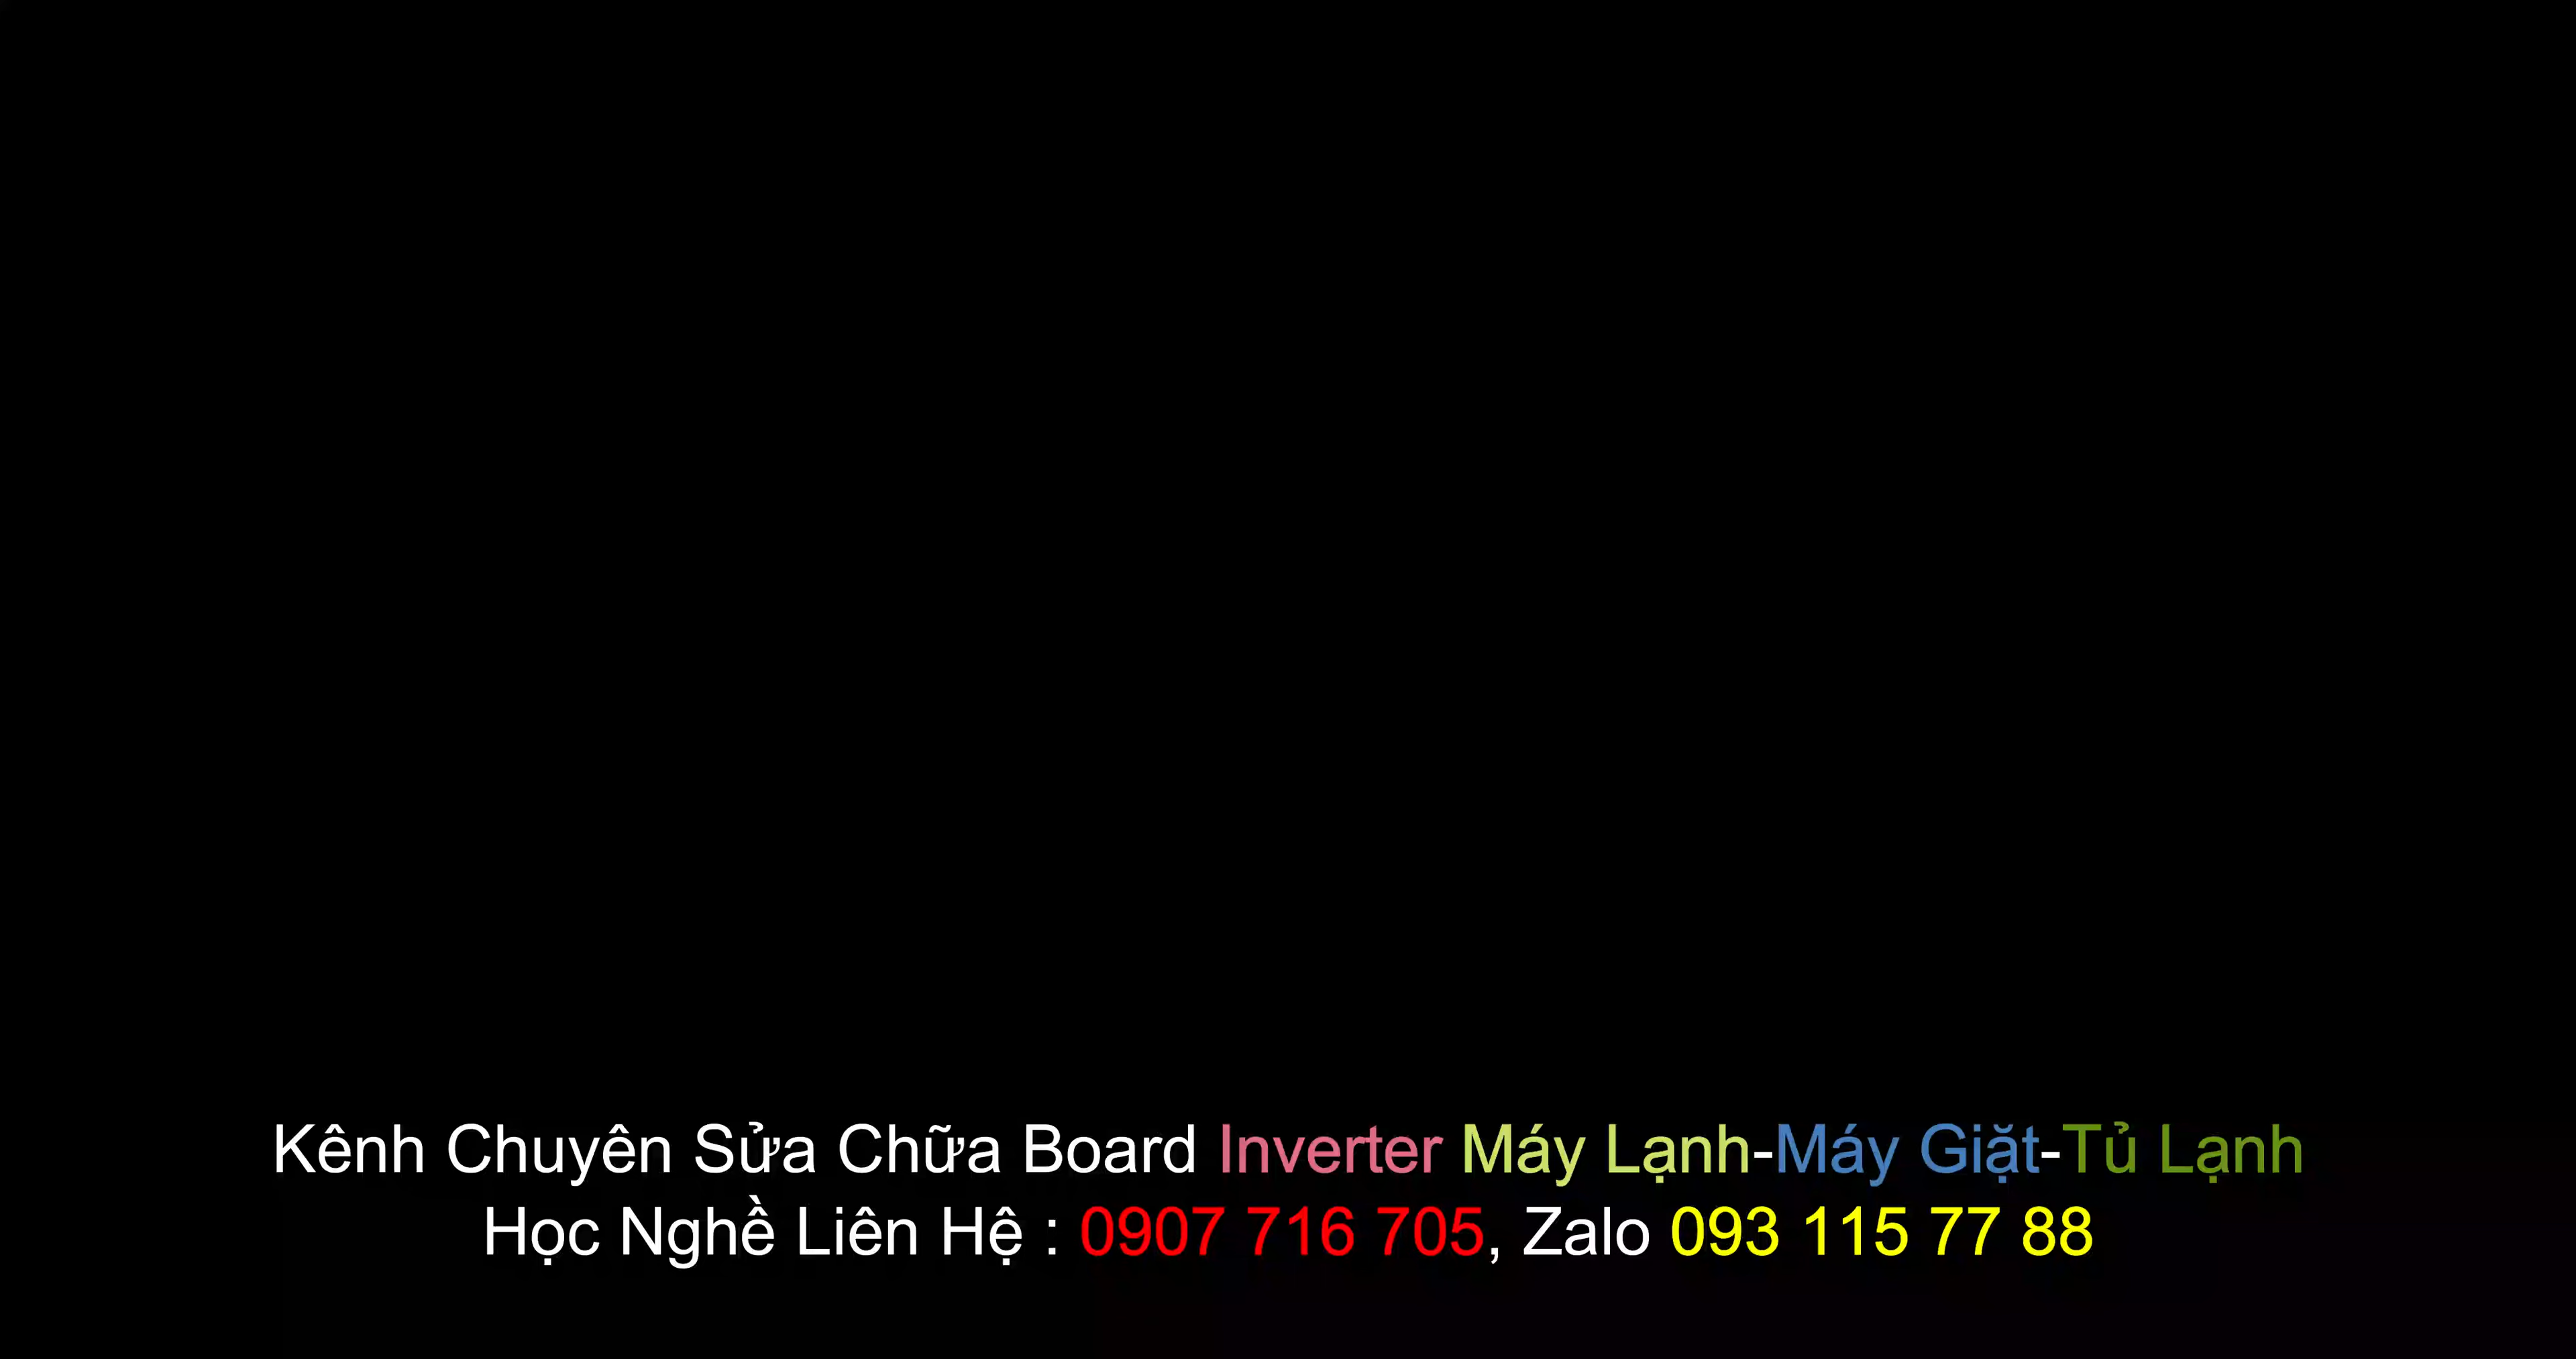 Kênh Chuyên Sửa Chữa Board Inverter Máy Lạnh-Máy Giặt-Tủ Lạnh
Học Nghề Liên Hệ : 0907 716 705, Zalo 093 115 77 88